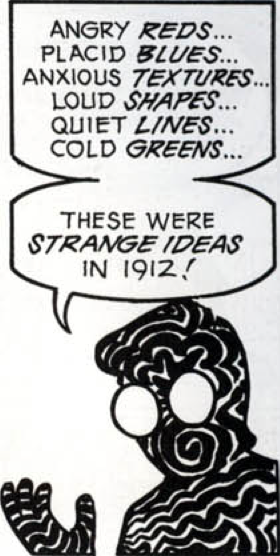 ANGRY REDS...
PLACID BLUES...
ANXIOUS TEXTURES...
LOUD SHAPES...
QUIET LINES...
COLD GREENS...
THESE WERE
STRANGE IDEAS
IN 1912!